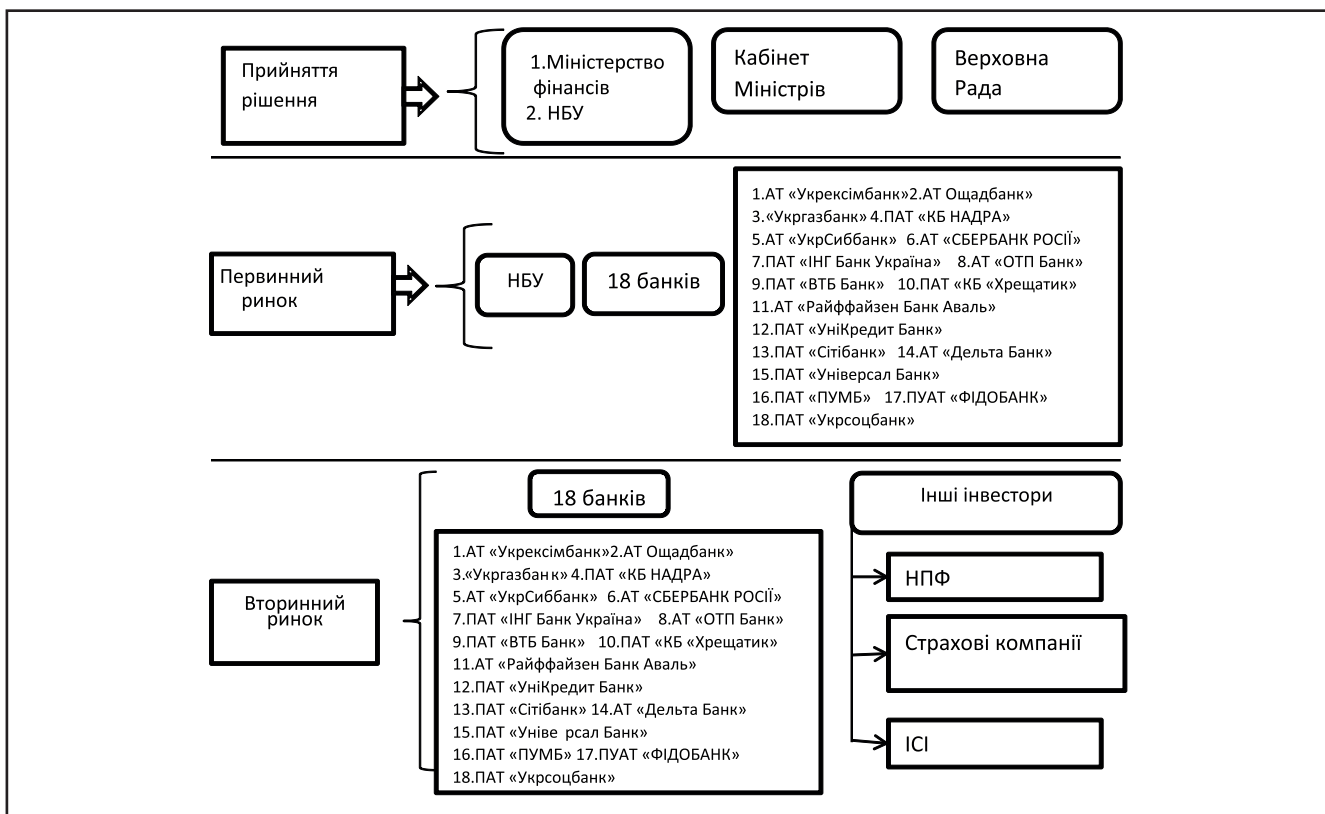 Прийняття
рішення
1.Міністерство
фінансів
2. НБУ
Кабінет
Міністрів
Верховна
Рада
Первинний
ринок
НБУ
18 банків
1.АТ «Укрексімбанк»2.АТ Ощадбанк»
3.«Укргазбанк» 4.ПАТ «КБ НАДРА»
5.АТ «УкрСиббанк» 6.АТ «СБЕРБАНК РОСІЇ»
7.ПАТ «ІНГ Банк Україна» 8.АТ «ОТП Банк»
9.ПАТ «ВТБ Банк» 10.ПАТ «КБ «Хрещатик»
11.АТ «Райффайзен Банк Аваль»
12.ПАТ «УніКредит Банк»
13.ПАТ «Сітібанк» 14.АТ «Дельта Банк»
15.ПАТ «Універсал Банк»
16.ПАТ «ПУМБ» 17.ПУАТ «ФІДОБАНК»
18.ПАТ «Укрсоцбанк»
Вторинний
ринок
18 банків
1.АТ «Укрексімбанк»2.АТ Ощадбанк»
3.«Укргазбанк» 4.ПАТ «КБ НАДРА»
5.АТ «УкрСиббанк» 6.АТ «СБЕРБАНК РОСІЇ»
7.ПАТ «ІНГ Банк Україна» 8.АТ «ОТП Банк»
9.ПАТ «ВТБ Банк» 10.ПАТ «КБ «Хрещатик»
11.АТ «Райффайзен Банк Аваль»
12.ПАТ «УніКредит Банк»
13.ПАТ «Сітібанк» 14.АТ «Дельта Банк»
15.ПАТ «Уніве рсал Банк»
16.ПАТ «ПУМБ» 17.ПУАТ «ФІДОБАНК»
18.ПАТ «Укрсоцбанк»
Інші інвестори
НПФ
Страхові компанії
ІСІ